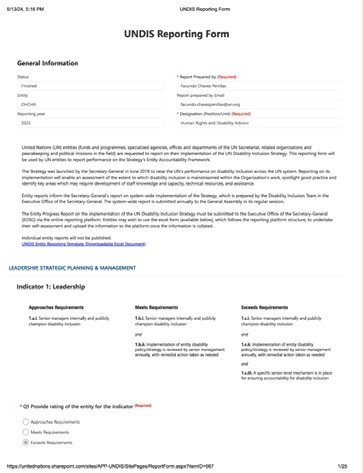 5/13/24, 5:16 PM UNDIS Reporting Form
UNDIS Reporting Form
General Information
Status * Report Prepared by (Required)
Finished Facundo Chavez Penillas
Entity Report prepared by Email
OHCHR facundo.chavezpenillas@un.org
Reporting year * Designation (Position/Unit) (Required)
2023 Human Rights and Disability Advisor
United Nations (UN) entities (funds and programmes, specialized agencies, offices and departments of the UN Secretariat, related organizations and
peacekeeping and political missions in the field) are requested to report on their implementation of the UN Disability Inclusion Strategy. This reporting form will
be used by UN entities to report performance on the Strategy's Entity Accountability Framework.
The Strategy was launched by the Secretary-General in June 2019 to raise the UN's performance on disability inclusion across the UN system. Reporting on its
implementation will enable an assessment of the extent to which disability inclusion is mainstreamed within the Organisation's work, spotlight good practice and
identify key areas which may require development of staff knowledge and capacity, technical resources, and assistance.
Entity reports inform the Secretary-General's report on system-wide implementation of the Strategy, which is prepared by the Disability Inclusion Team in the
Executive Office of the Secretary-General. The system-wide report is submitted annually to the General Assembly in its regular session.
The Entity Progress Report on the implementation of the UN Disability Inclusion Strategy must be submitted to the Executive Office of the Secretary-General
(EOSG) via the online reporting platform. Entities may wish to use the excel form (available below), which follows the reporting platform structure, to undertake
their self-assessment and upload the information to the platform once the information is collated.
Individual entity reports will not be published.
UNDIS Entity Reporting Template (Downloadable Excel Document)
LEADERSHIP, STRATEGIC PLANNING & MANAGEMENT
Indicator 1: Leadership
Approaches Requirements Meets Requirements Exceeds Requirements
1.a.i. Senior managers internally and publicly 1.b.i. Senior managers internally and publicly 1.c.i. Senior managers internally and publicly
champion disability inclusion champion disability inclusion champion disability inclusion
and and
1.b.ii. Implementation of entity disability 1.c.ii. Implementation of entity disability
policy/strategy is reviewed by senior management policy/strategy is reviewed by senior management
annually, with remedial action taken as needed annually, with remedial action taken as needed
and
1.c.iii. A specific senior-level mechanism is in place
for ensuring accountability for disability inclusion
* Q1 Provide rating of the entity for the indicator (Required)
Approaches Requirements
Meets Requirements
Exceeds Requirements
https://unitednations.sharepoint.com/sites/APP-UNDIS/SitePages/ReportForm.aspx?itemID=567 1/25